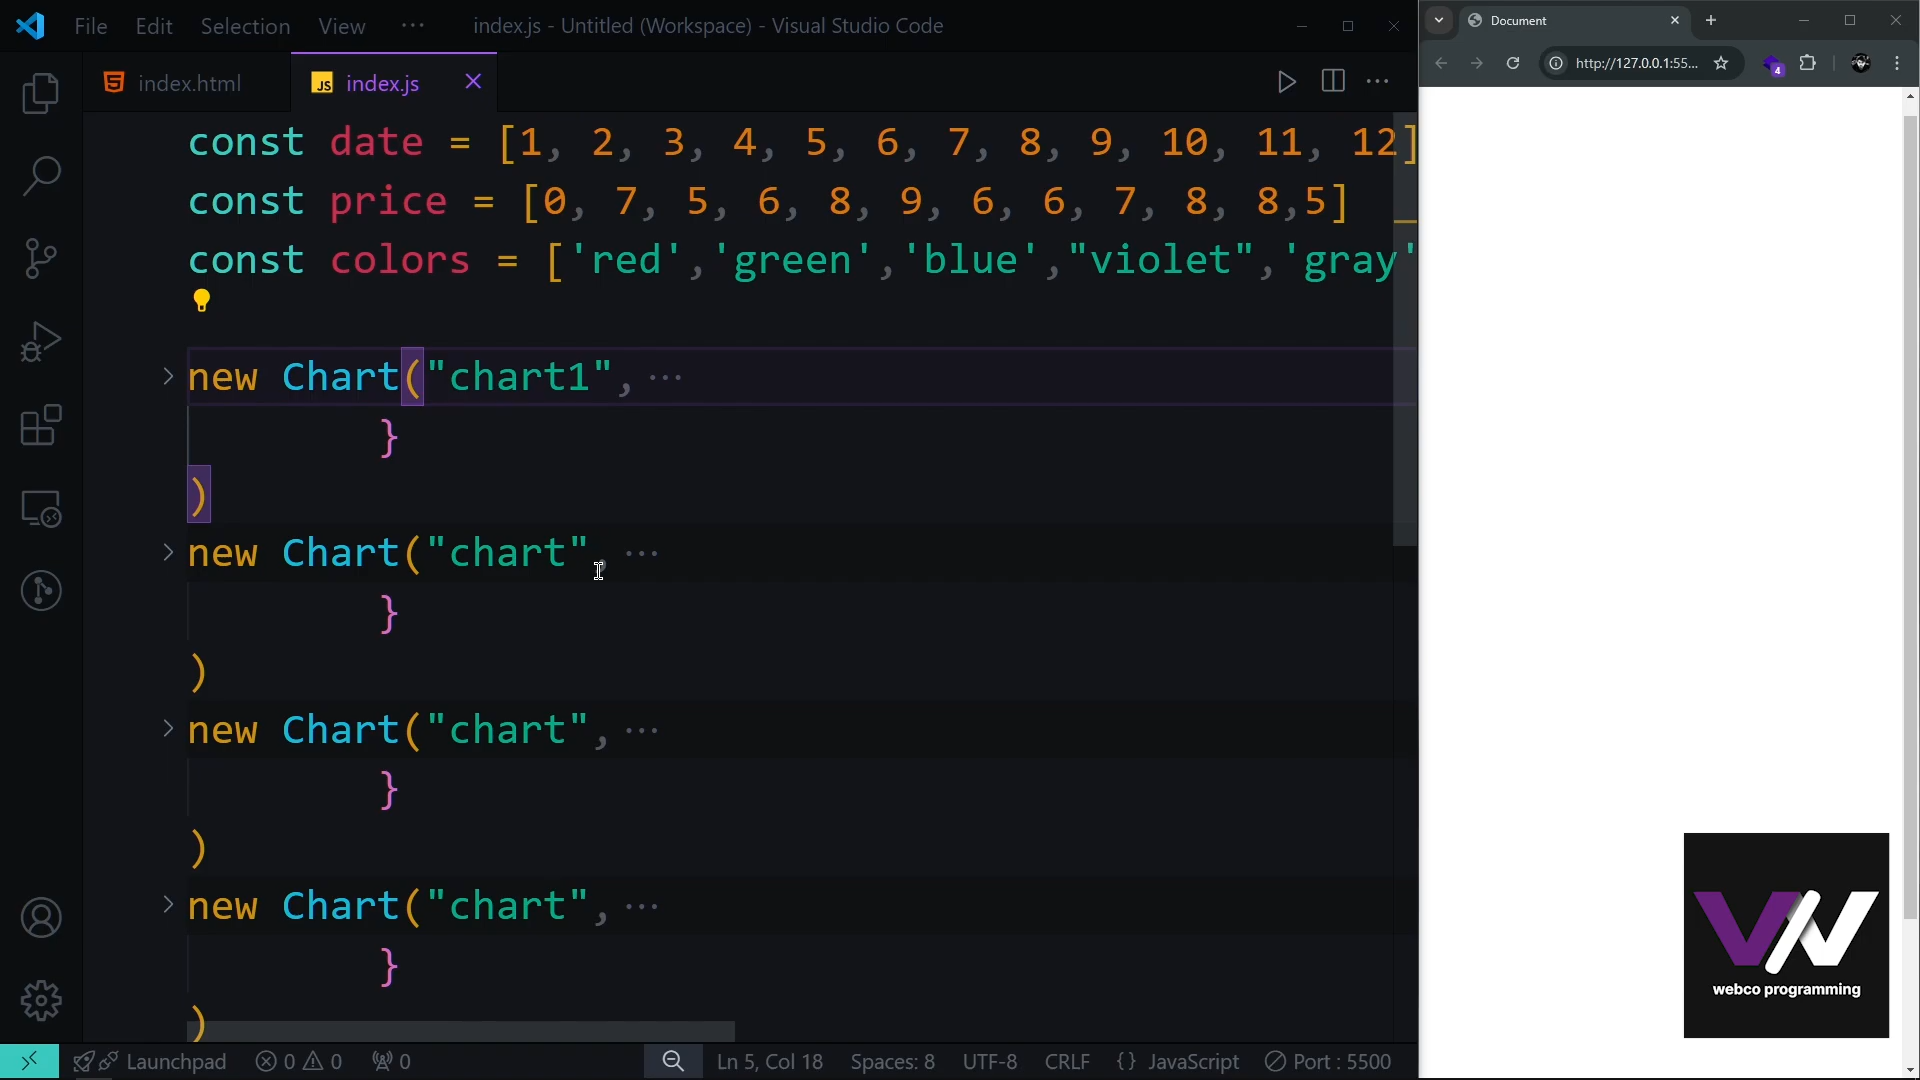 File Edit Selection View ··· index.js - Untitled (Workspace) - Visual Studio Code
Document
http://127.0.0.1:55...
4
index.html JS index.js
const date = [1, 2, 3, 4, 5, 6, 7, 8, 9, 10, 11, 12]
const price = [0, 7, 5, 6, 8, 9, 6, 6, 7, 8, 8,5] _
const colors = ['red','green','blue',"violet",'gray'
new Chart("chart1", ···
}
)
new Chart("chart", ···
}
)
new Chart("chart", ···
}
)
new Chart("chart", ···
}
)
webco programming
Launchpad 0 0 0 Ln 5, Col 18 Spaces: 8 UTF-8 CRLF {} JavaScript Port : 5500